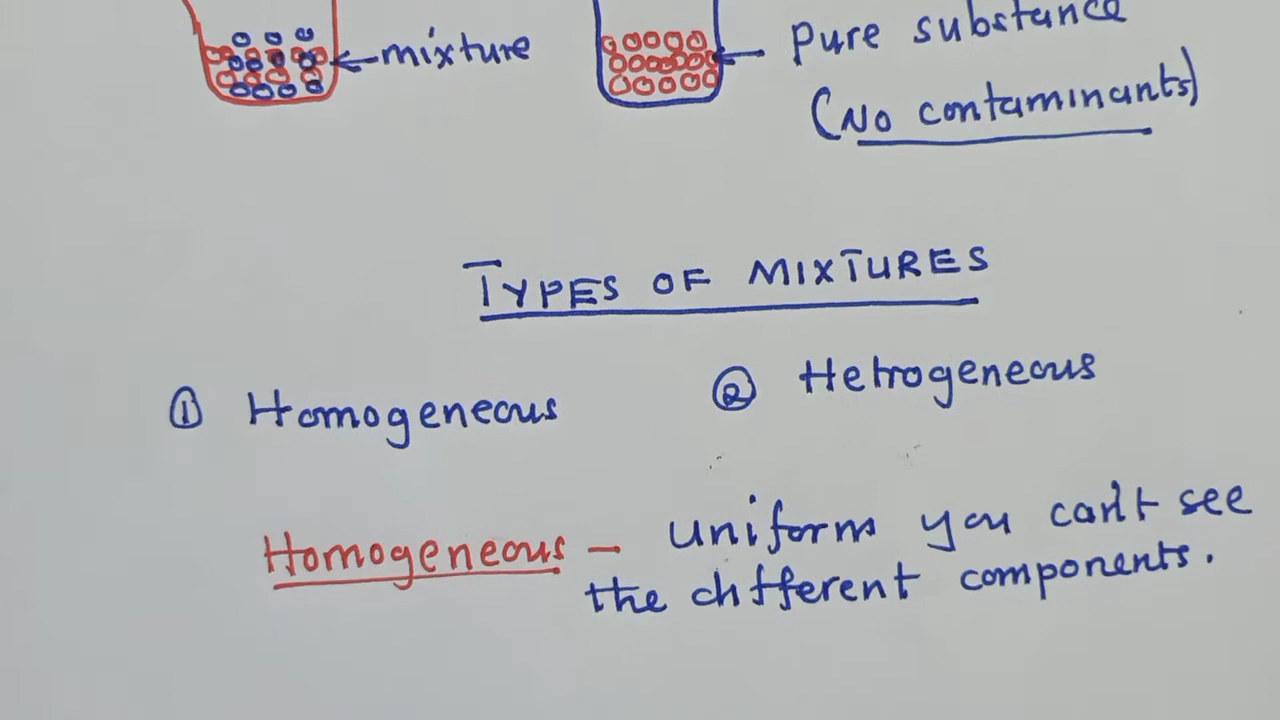 mixture
Pure substance
(No contaminants)
TYPES OF MIXTURES
① Homogeneous
② Hetrogeneous
Homogeneous – uniform you can't see
the different components.